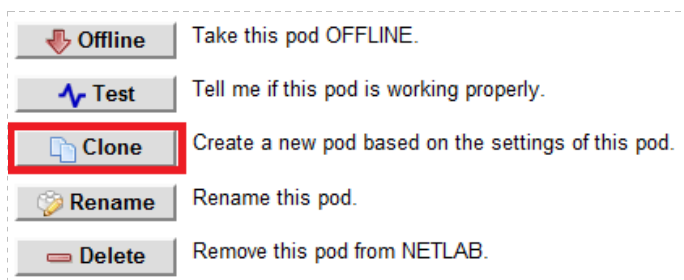 Offline Take this pod OFFLINE.
Test Tell me if this pod is working properly.
Clone Create a new pod based on the settings of this pod.
Rename Rename this pod.
Delete Remove this pod from NETLAB.